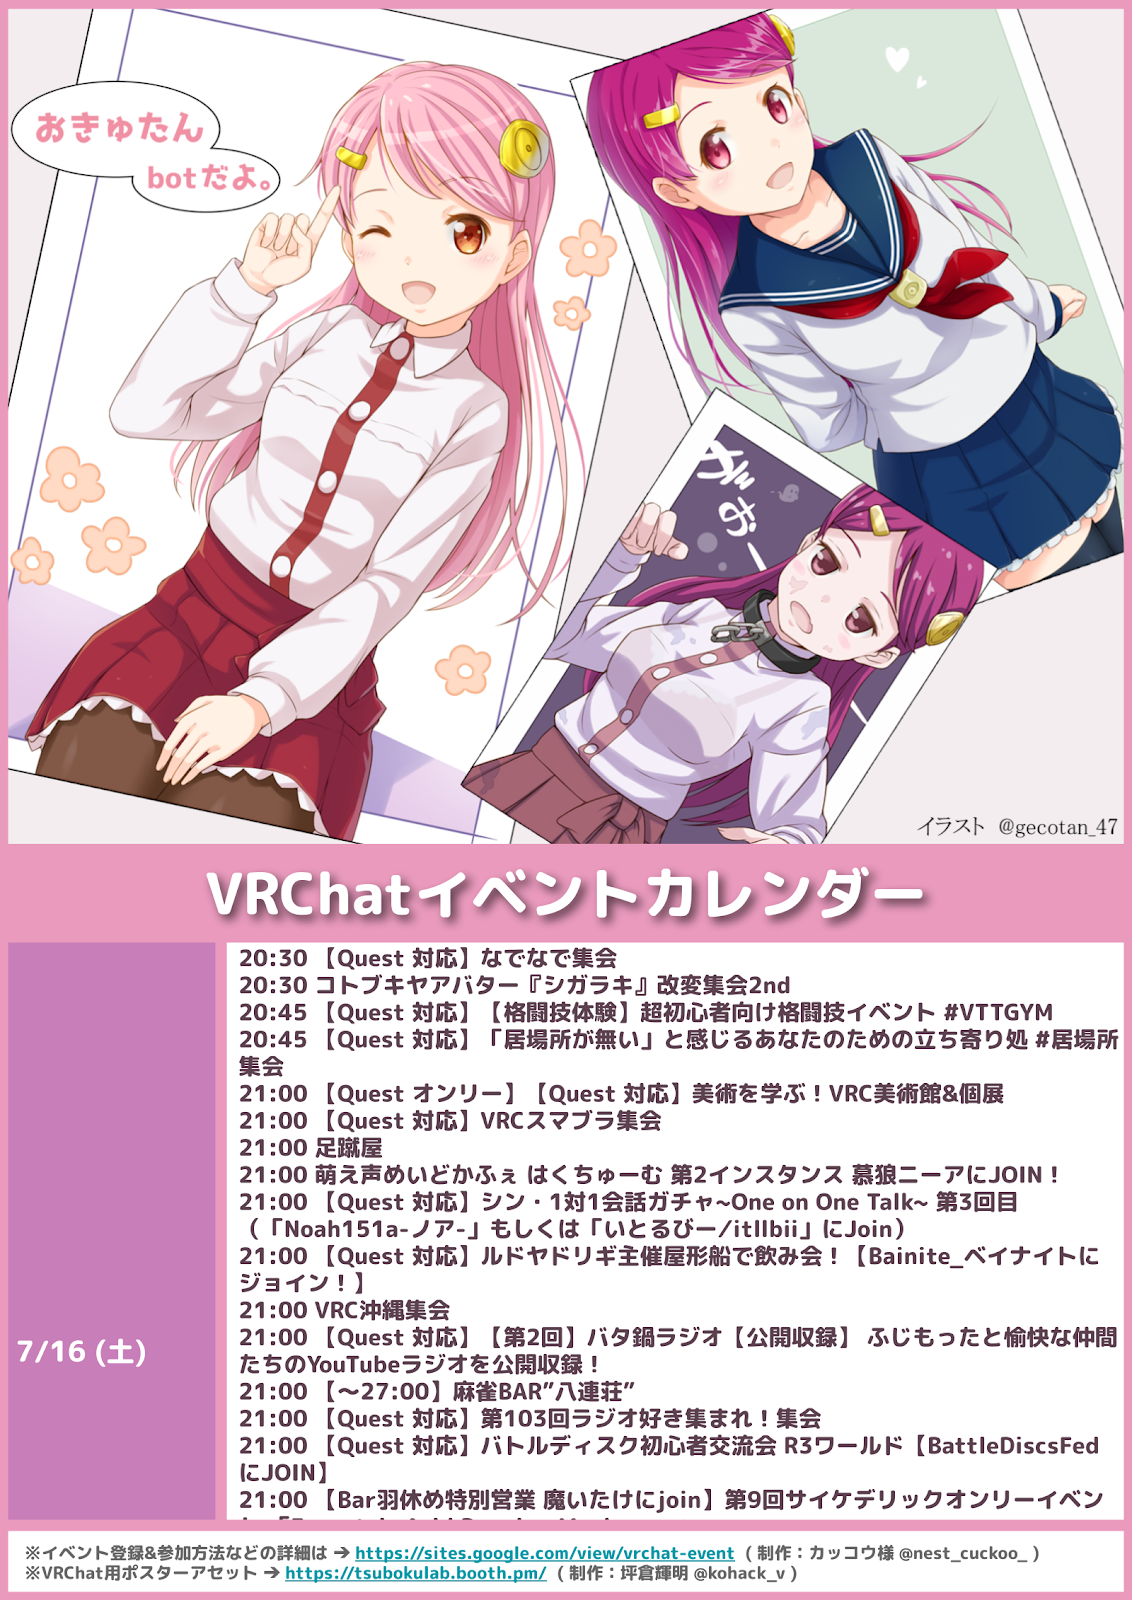 おきゅたん
botだよ。
がおー
イラスト @gecotan_47
VRChatイベントカレンダー
7/16 (土)
20:30 【Quest 対応】なでなで集会
20:30 コトブキヤアバター『シガラキ』改変集会2nd
20:45 【Quest 対応】【格闘技体験】超初心者向け格闘技イベント #VTTGYM
20:45 【Quest 対応】「居場所が無い」と感じるあなたのための立ち寄り処 #居場所
集会
21:00 【Quest オンリー】【Quest 対応】美術を学ぶ！VRC美術館&個展
21:00 【Quest 対応】VRCスマブラ集会
21:00 足蹴屋
21:00 萌え声めいどかふぇ はくちゅーむ 第2インスタンス 慕狼ニーアにJOIN！
21:00 【Quest 対応】シン・1対1会話ガチャ~One on One Talk~ 第3回目
（「Noah151a-ノア-」もしくは「いとるびー/itllbii」にJoin）
21:00 【Quest 対応】ルドヤドリギ主催屋形船で飲み会！【Bainite_ベイナイトに
ジョイン！】
21:00 VRC沖縄集会
21:00 【Quest 対応】【第2回】バタ鍋ラジオ【公開収録】 ふじもったと愉快な仲間
たちのYouTubeラジオを公開収録！
21:00 【～27:00】麻雀BAR”八連荘”
21:00 【Quest 対応】第103回ラジオ好き集まれ！集会
21:00 【Quest 対応】バトルディスク初心者交流会 R3ワールド【BattleDiscsFed
にJOIN】
21:00 【Bar羽休め特別営業 魔いたけにjoin】第9回サイケデリックオンリーイベン
※イベント登録&参加方法などの詳細は → https://sites.google.com/view/vrchat-event ( 制作：カッコウ様 @nest_cuckoo_ )
※VRChat用ポスターアセット → https://tsubokulab.booth.pm/ ( 制作：坪倉輝明 @kohack_v )